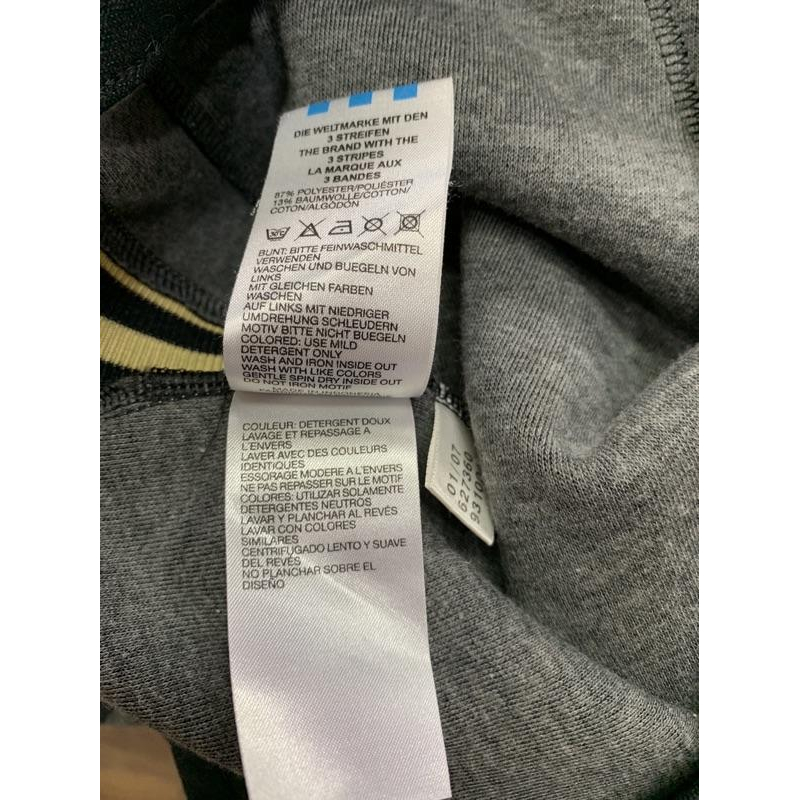 DIE WELTMARKE MIT DEN
3 STREIFEN
THE BRAND WITH THE
3 STRIPES
LA MARQUE AUX
3 BANDES
87% POLYESTER/POLIÉSTER
13% BAUMWOLLE/COTTON/
COTON/ALGODÓN
30°C
BUNT: BITTE FEINWASCHMITTEL
VERWENDEN
WASCHEN UND BUEGELN VON
LINKS
MIT GLEICHEN FARBEN
WASCHEN
AUF LINKS MIT NIEDRIGER
UMDREHUNG SCHLEUDERN
MOTIV BITTE NICHT BUEGELN
COLORED: USE MILD
DETERGENT ONLY
WASH AND IRON INSIDE OUT
WASH WITH LIKE COLORS
GENTLE SPIN DRY INSIDE OUT
DO NOT IRON MOTIF
MADE IN INDONESIA
COULEUR: DETERGENT DOUX
LAVAGE ET REPASSAGE A
L'ENVERS
LAVER AVEC DES COULEURS
IDENTIQUES
ESSORAGE MODERE A L'ENVERS
NE PAS REPASSER SUR LE MOTIF
COLORES: UTILIZAR SOLAMENTE
DETERGENTES NEUTROS
LAVAR Y PLANCHAR AL REVÉS
LAVAR CON COLORES
SIMILARES
CENTRIFUGADO LENTO Y SUAVE
DEL REVÉS
NO PLANCHAR SOBRE EL
DISEÑO
01/07
627360